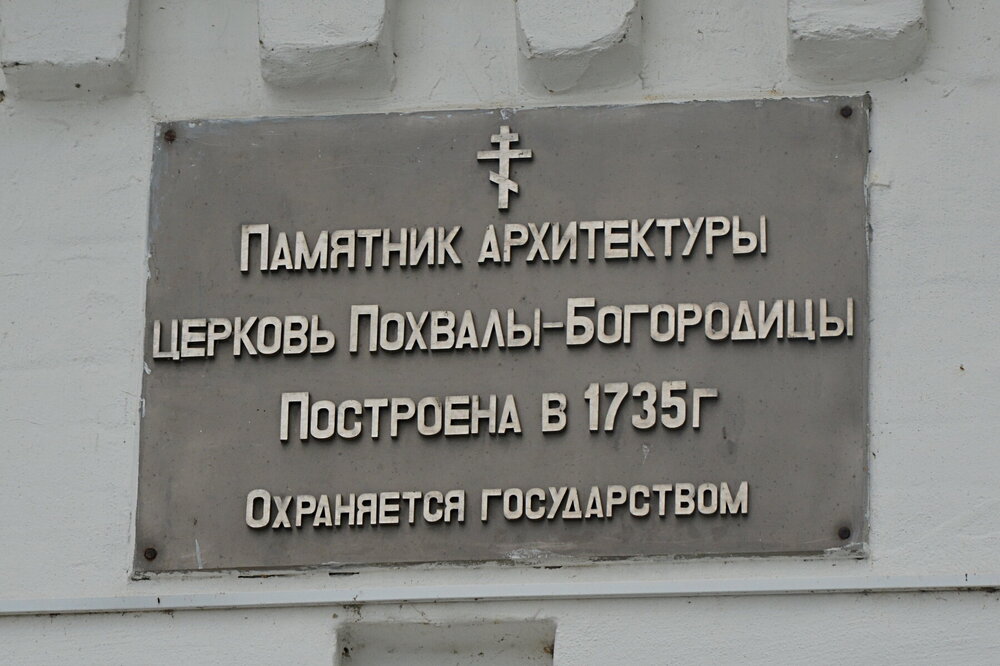 Памятник архитектуры
церковь Похвалы-Богородицы
Построена в 1735г
Охраняется государством